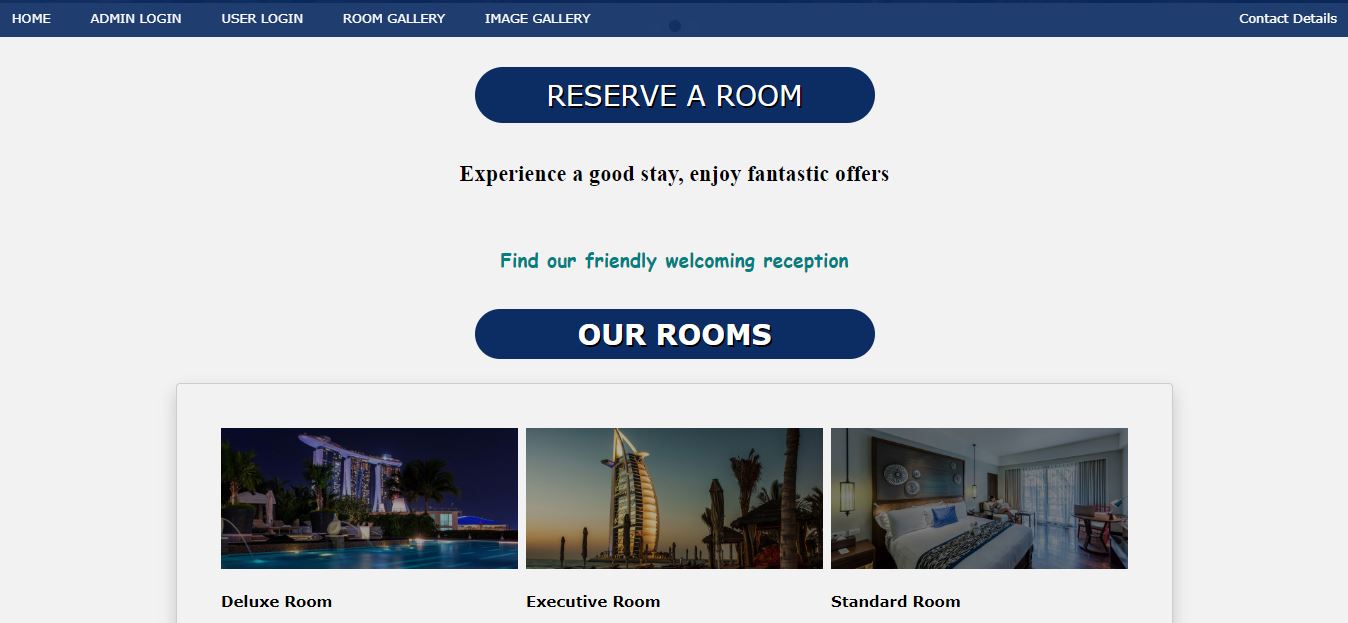 HOME ADMIN LOGIN USER LOGIN ROOM GALLERY IMAGE GALLERY Contact Details
RESERVE A ROOM
Experience a good stay, enjoy fantastic offers
Find our friendly welcoming reception
OUR ROOMS
Deluxe Room Executive Room Standard Room